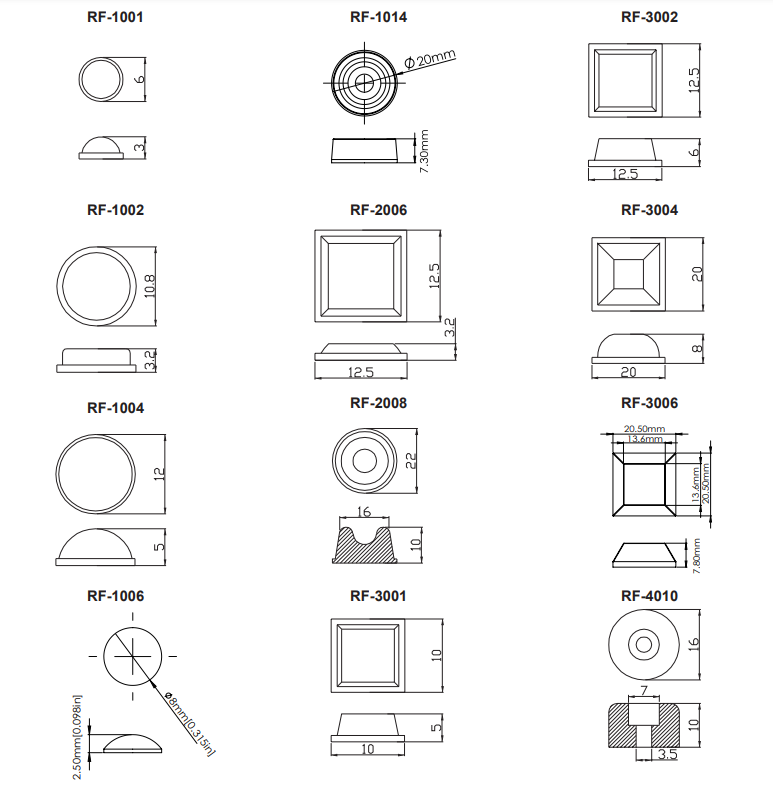 RF-1001
RF-1014
RF-3002
6
3
Ø20mm
7.30mm
12.5
6
12.5
RF-1002
RF-2006
RF-3004
10.8
3.2
12.5
3.2
12.5
20
8
20
RF-1004
RF-2008
RF-3006
12
5
22
16
10
20.50mm
13.6mm
13.6mm
20.50mm
7.80mm
RF-1006
RF-3001
RF-4010
ø8mm[0.315in]
2.50mm[0.098in]
10
5
10
16
7
10
3.5